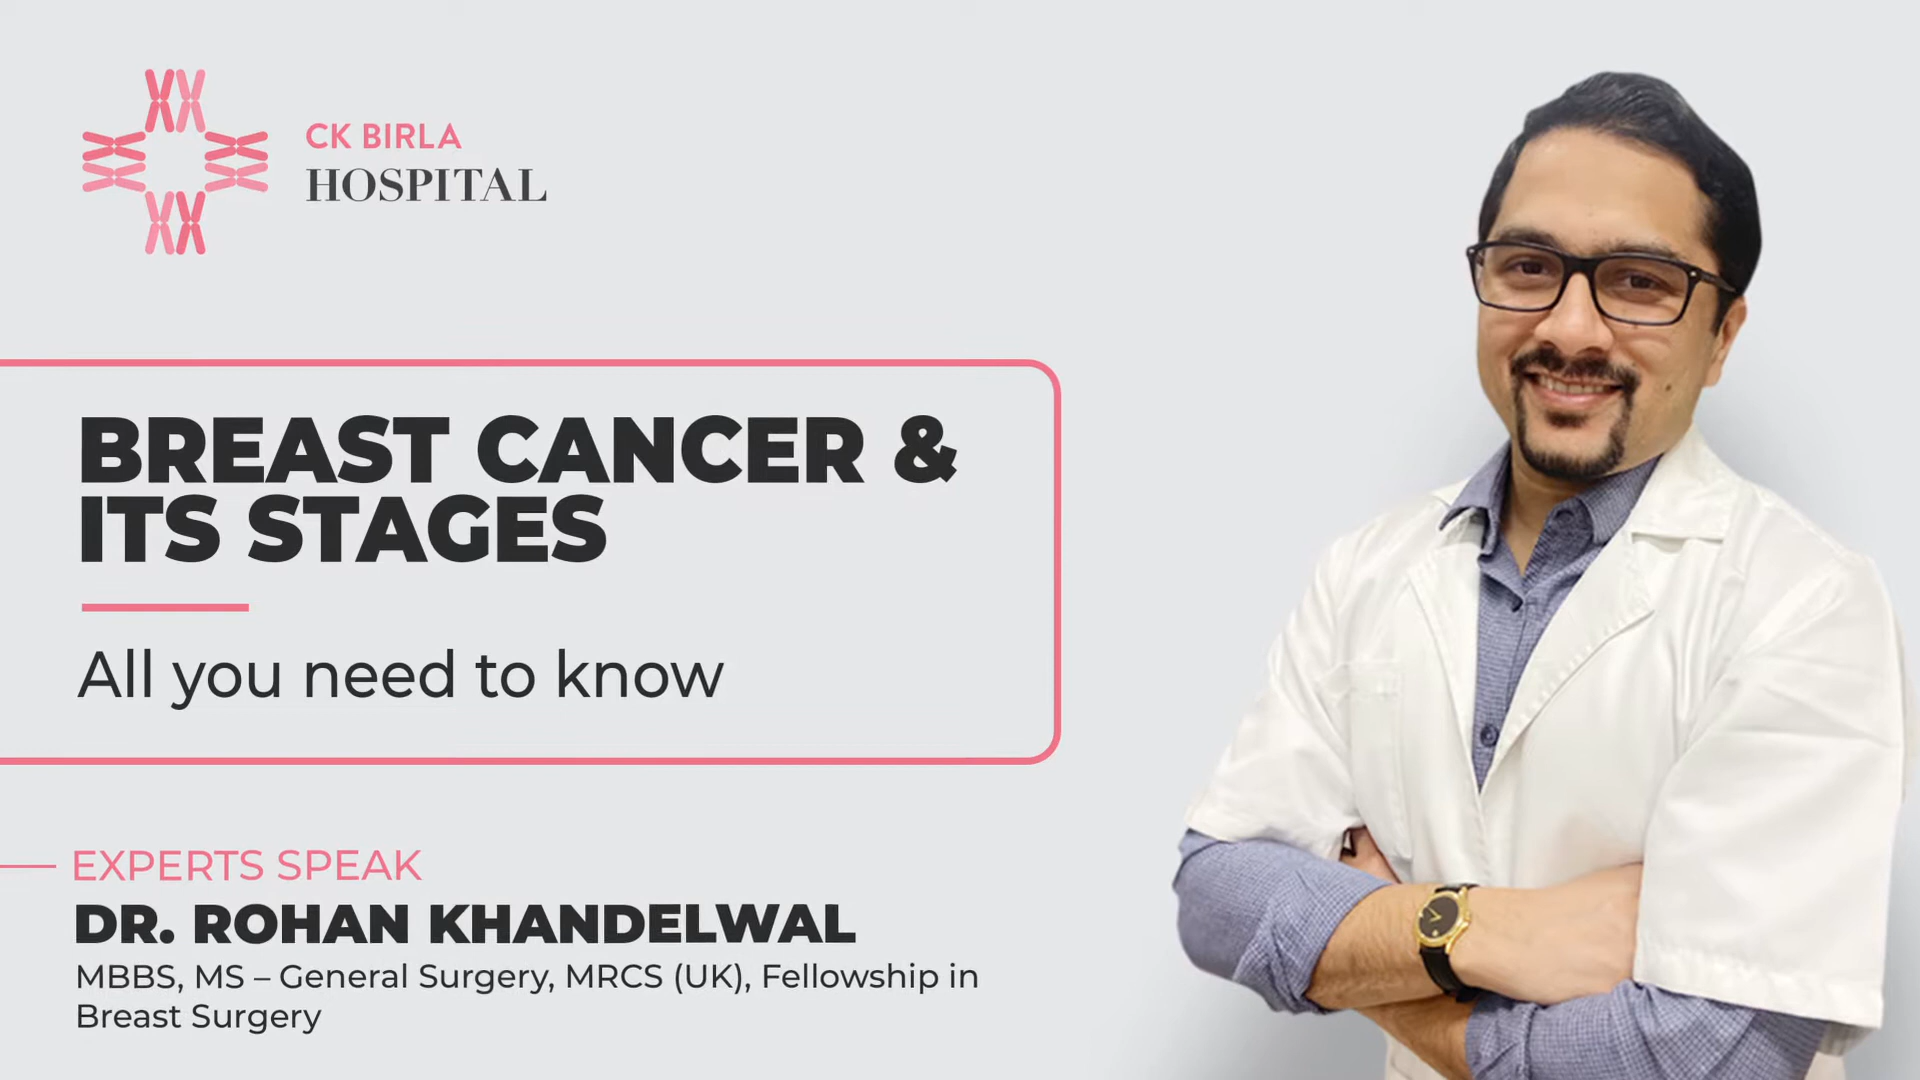 CK BIRLA
HOSPITAL
BREAST CANCER &
ITS STAGES
All you need to know
EXPERTS SPEAK
DR. ROHAN KHANDELWAL
MBBS, MS – General Surgery, MRCS (UK), Fellowship in
Breast Surgery